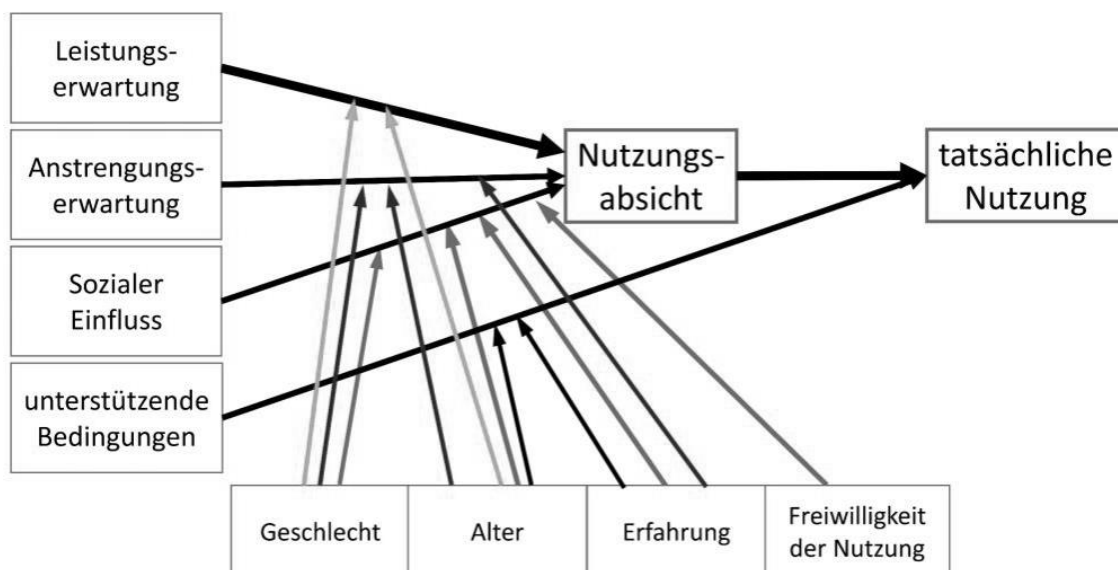 Leistungs-
erwartung
Anstrengungs-
erwartung
Sozialer
Einfluss
unterstützende
Bedingungen
Nutzungs-
absicht
tatsächliche
Nutzung
Geschlecht
Alter
Erfahrung
Freiwilligkeit
der Nutzung